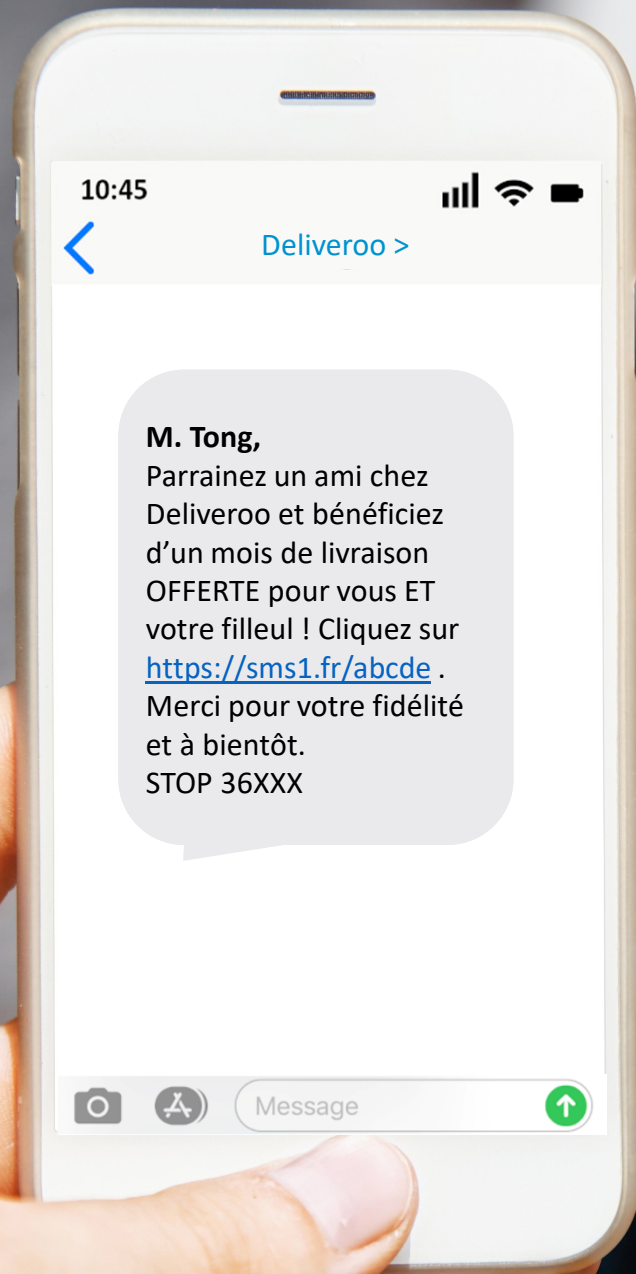 10:45
Deliveroo >
M. Tong,
Parrainez un ami chez
Deliveroo et bénéficiez
d’un mois de livraison
OFFERTE pour vous ET
votre filleul ! Cliquez sur
https://sms1.fr/abcde .
Merci pour votre fidélité
et à bientôt.
STOP 36XXX
Message